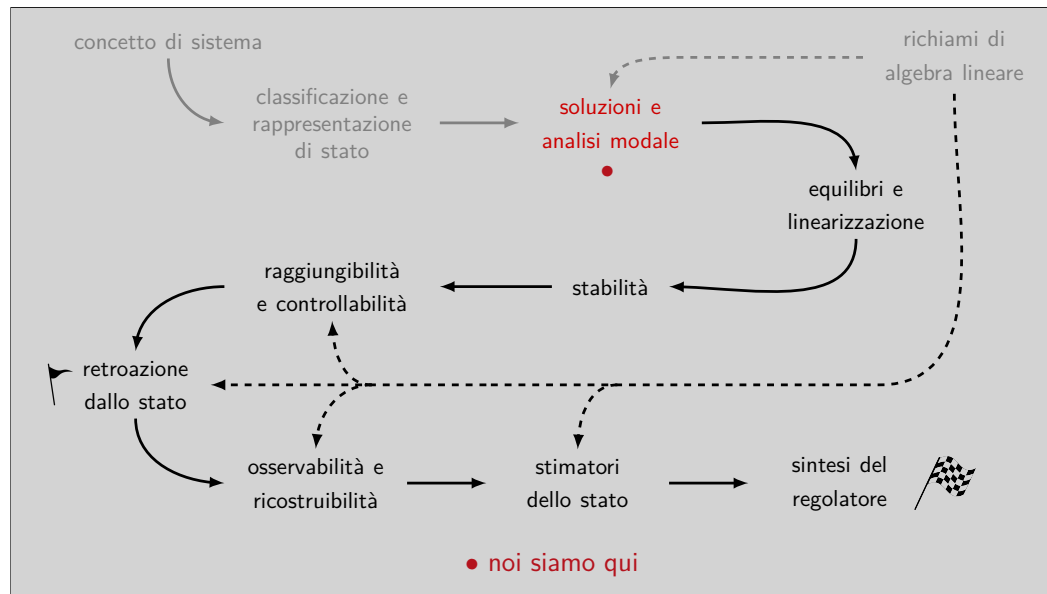 concetto di sistema
richiami di
algebra lineare
classificazione e
rappresentazione
di stato
soluzioni e
analisi modale
equilibri e
linearizzazione
raggiungibilità
e controllabilità
stabilità
retroazione
dallo stato
osservabilità e
ricostruibilità
stimatori
dello stato
sintesi del
regolatore
noi siamo qui